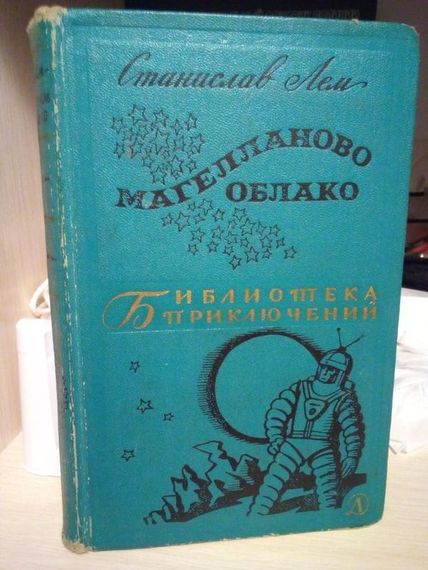 Станислав Лем
МАГЕЛЛАНОВО
ОБЛАКО
БИБЛИОТЕКА
ПРИКЛЮЧЕНИЙ
Д